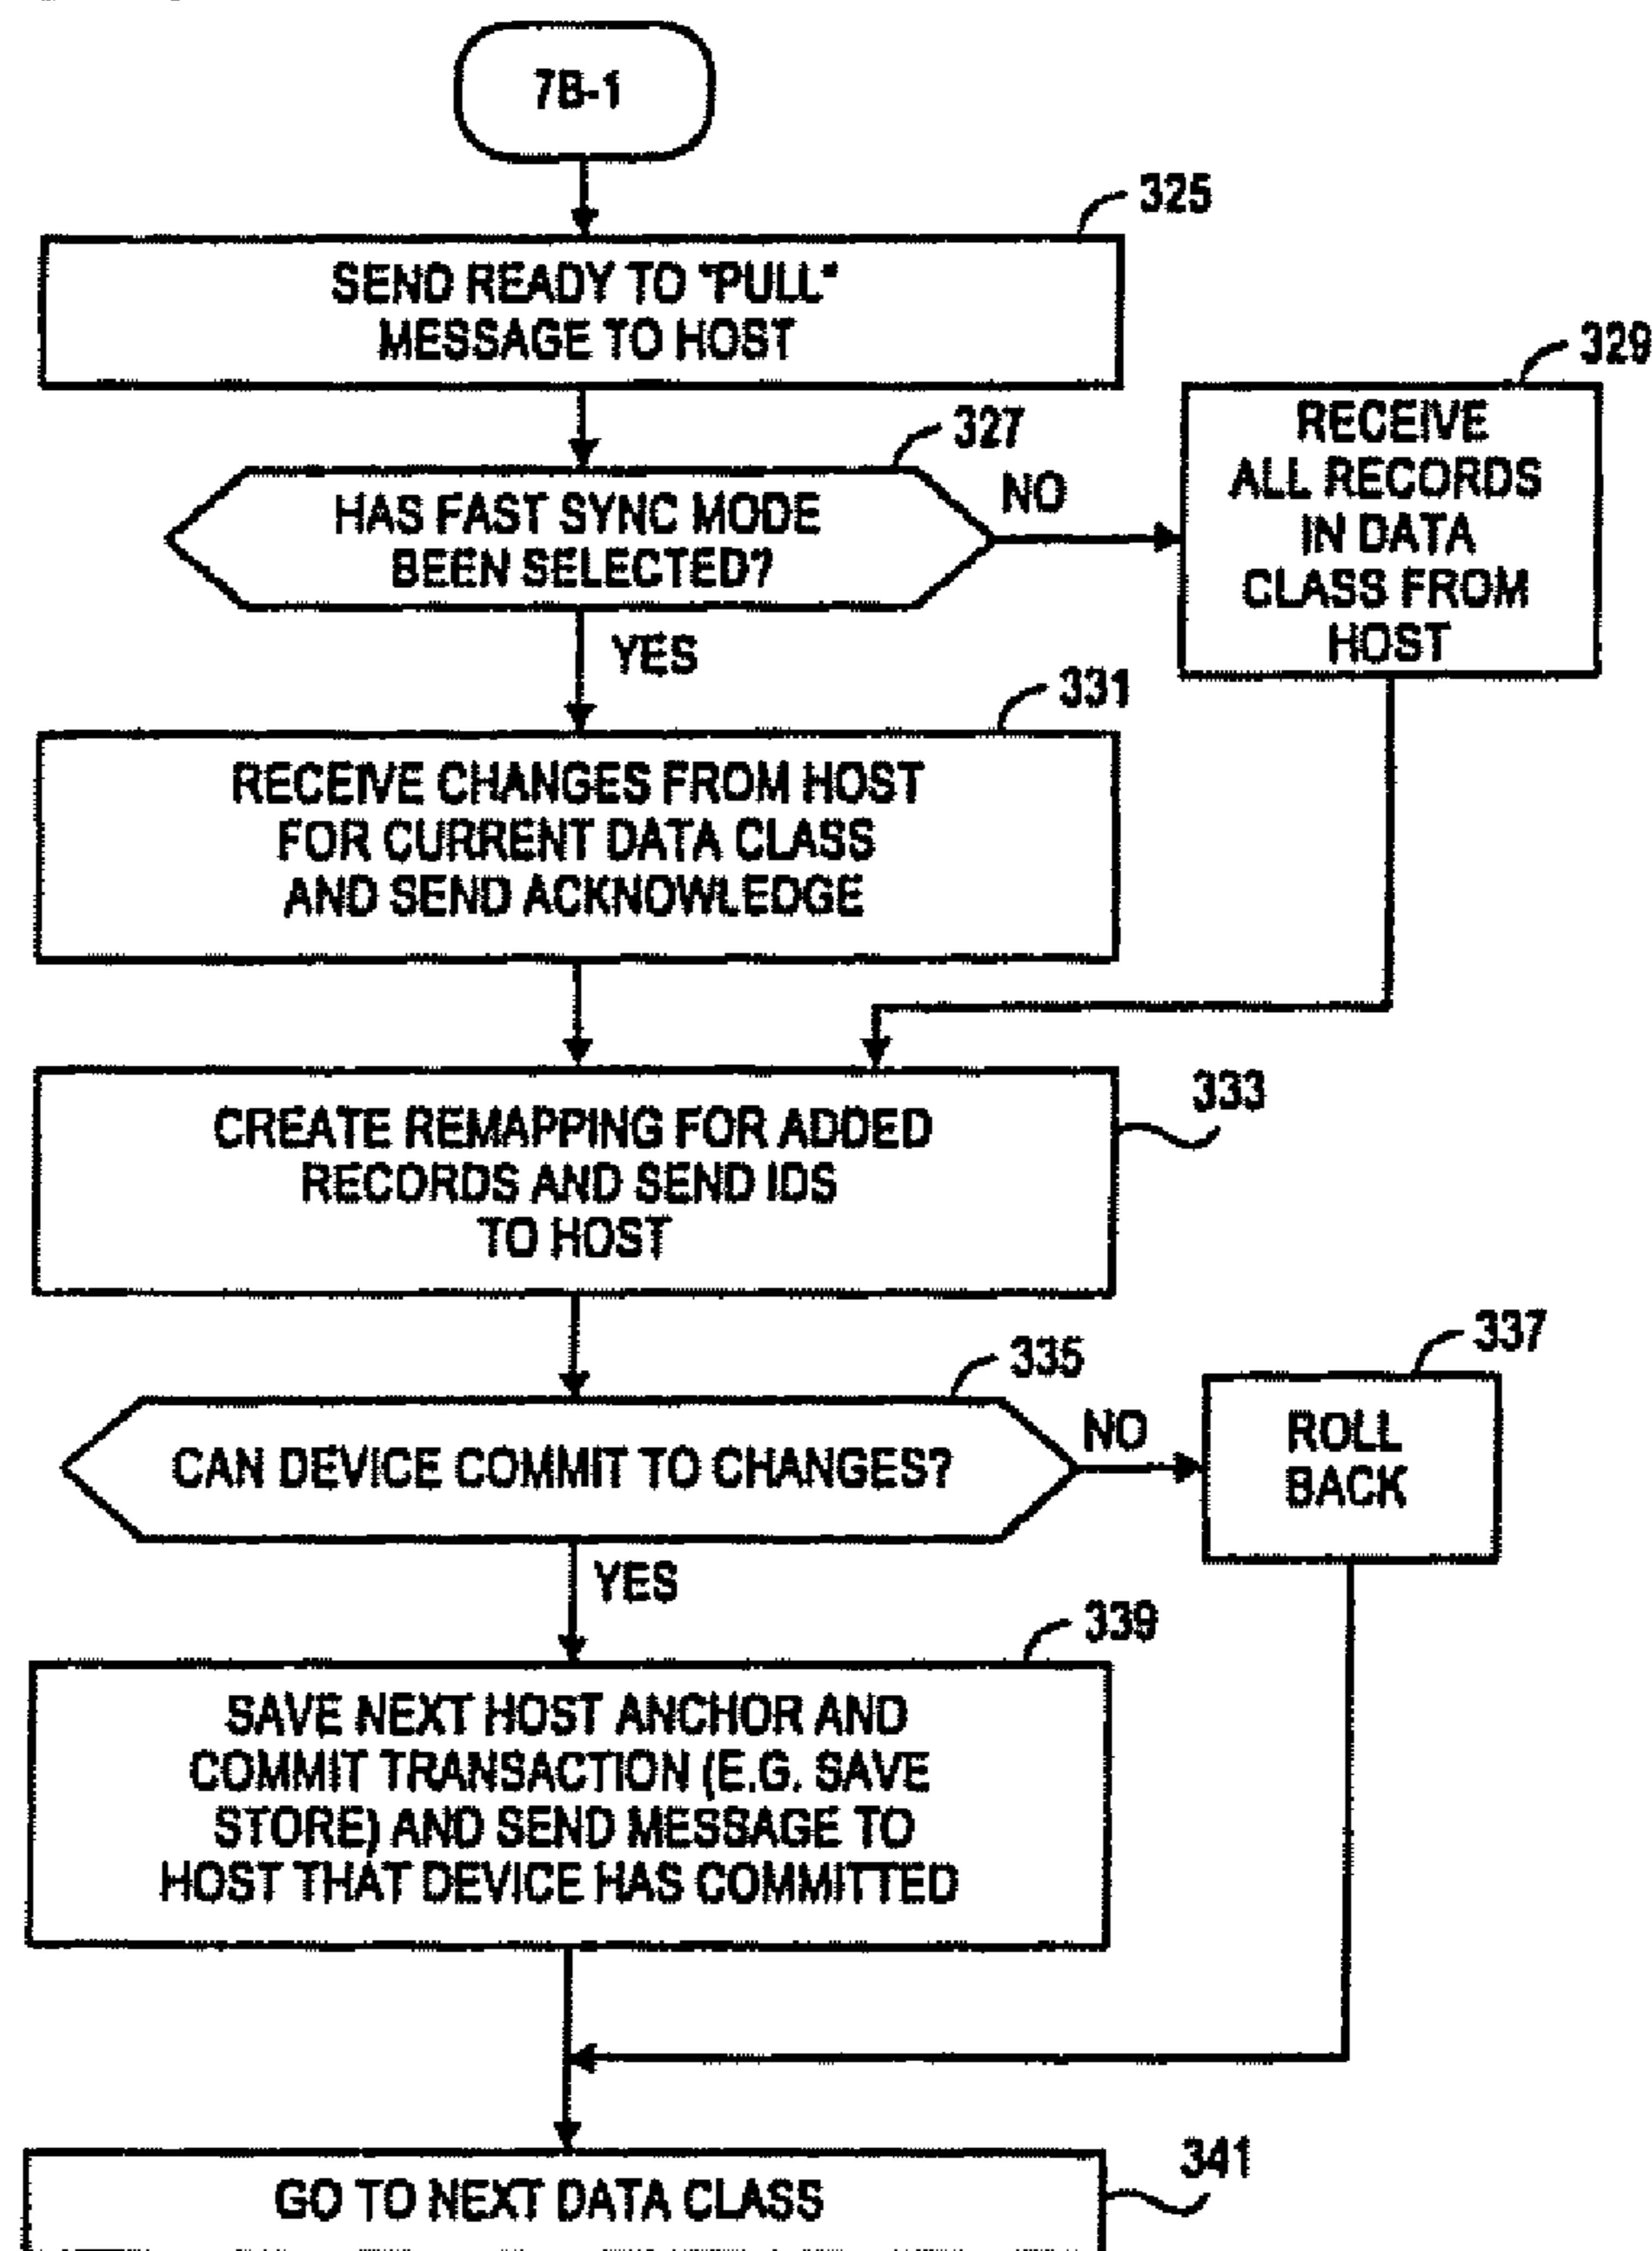 7B-1
325
SEND READY TO "PULL"
MESSAGE TO HOST
329
RECEIVE
ALL RECORDS
IN DATA
CLASS FROM
HOST
327
HAS FAST SYNC MODE
BEEN SELECTED?
NO
YES
331
RECEIVE CHANGES FROM HOST
FOR CURRENT DATA CLASS
AND SEND ACKNOWLEDGE
333
CREATE REMAPPING FOR ADDED
RECORDS AND SEND IDS
TO HOST
335
CAN DEVICE COMMIT TO CHANGES?
NO
337
ROLL
BACK
YES
339
SAVE NEXT HOST ANCHOR AND
COMMIT TRANSACTION (E.G. SAVE
STORE) AND SEND MESSAGE TO
HOST THAT DEVICE HAS COMMITTED
341
GO TO NEXT DATA CLASS